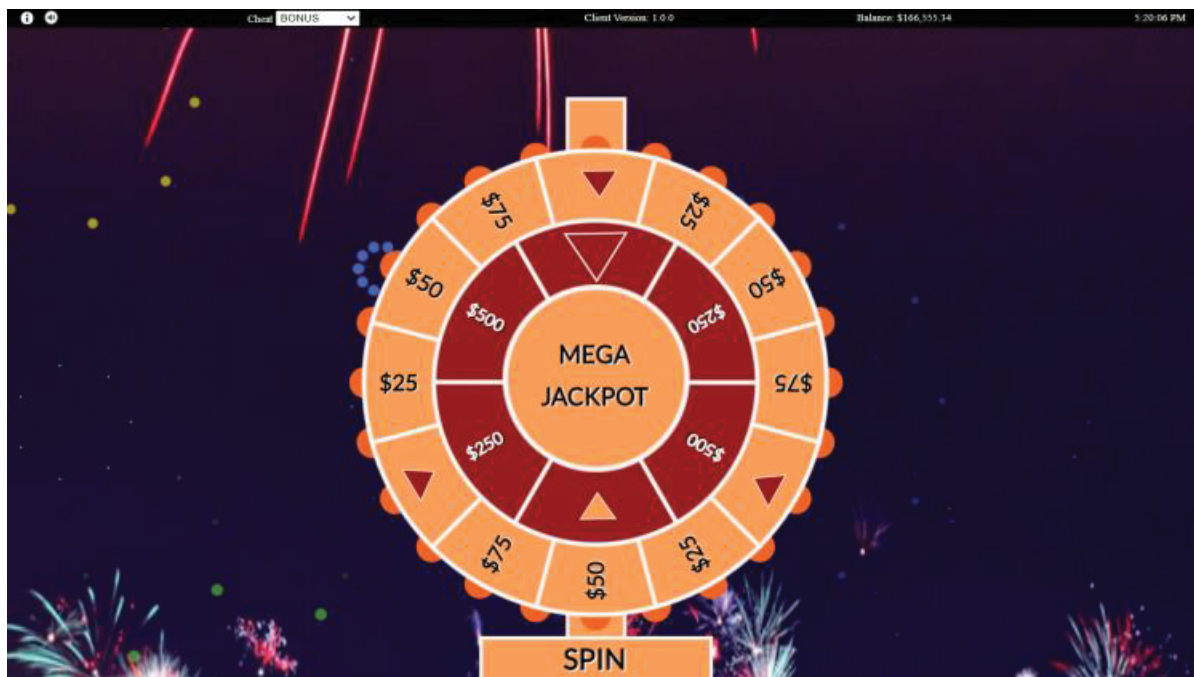 Cheat BONUS Client Version: 1.0.0 Balance: $166,555.34 5:20:06 PM
$75 $25
$50 $50
$500 $250
$25 MEGA $75
JACKPOT
$250 $500
$75 $50 $25
SPIN